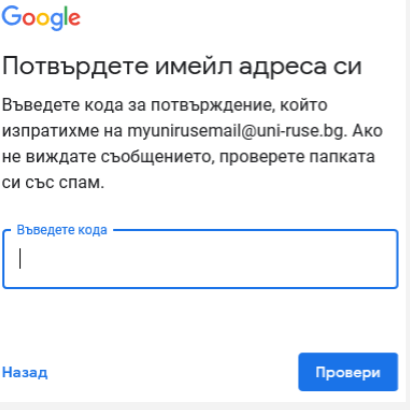 Google
Потвърдете имейл адреса си
Въведете кода за потвърждение, който
изпратихме на myunirusemail@uni-ruse.bg. Ако
не виждате съобщението, проверете папката
си със спам.
Въведете кода
Назад
Провери